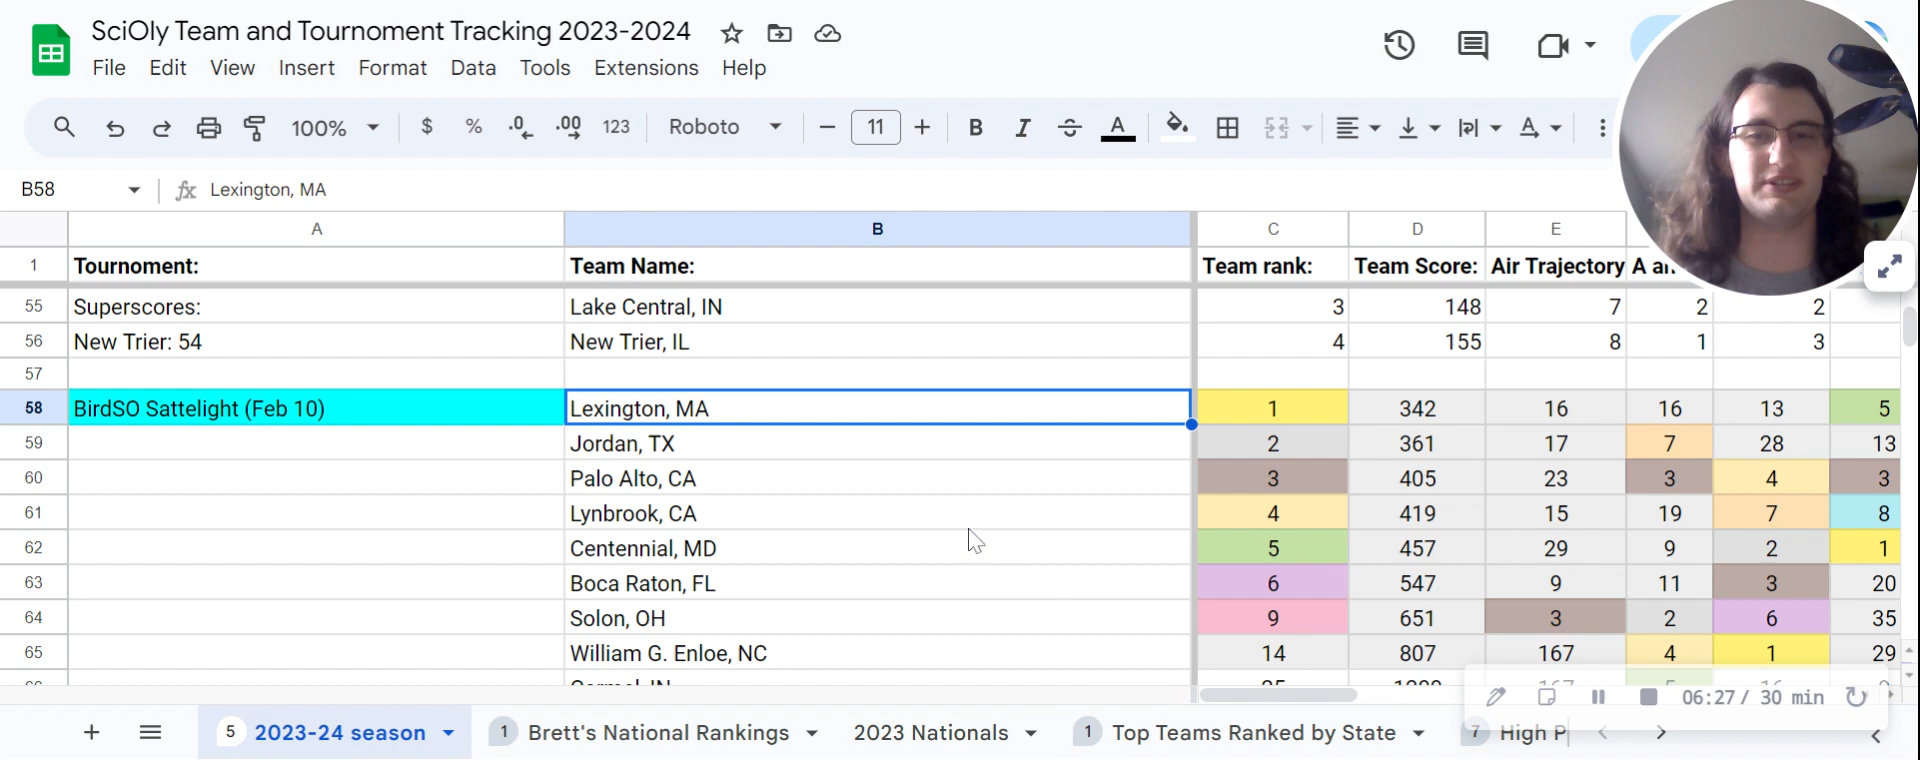 SciOly Team and Tournoment Tracking 2023-2024
File Edit View Insert Format Data Tools Extensions Help
100% $ % .0 .00 123 Roboto 11 B I A
B58 fx Lexington, MA
A B C D E
1 Tournoment: Team Name: Team rank: Team Score: Air Trajectory A an
55 Superscores: Lake Central, IN 3 148 7 2 2
56 New Trier: 54 New Trier, IL 4 155 8 1 3
57
58 BirdSO Sattelight (Feb 10) Lexington, MA 1 342 16 16 13 5
59 Jordan, TX 2 361 17 7 28 13
60 Palo Alto, CA 3 405 23 3 4 3
61 Lynbrook, CA 4 419 15 19 7 8
62 Centennial, MD 5 457 29 9 2 1
63 Boca Raton, FL 6 547 9 11 3 20
64 Solon, OH 9 651 3 2 6 35
65 William G. Enloe, NC 14 807 167 4 1 29
06:27 / 30 min
5 2023-24 season 1 Brett's National Rankings 2023 Nationals 1 Top Teams Ranked by State 7 High P